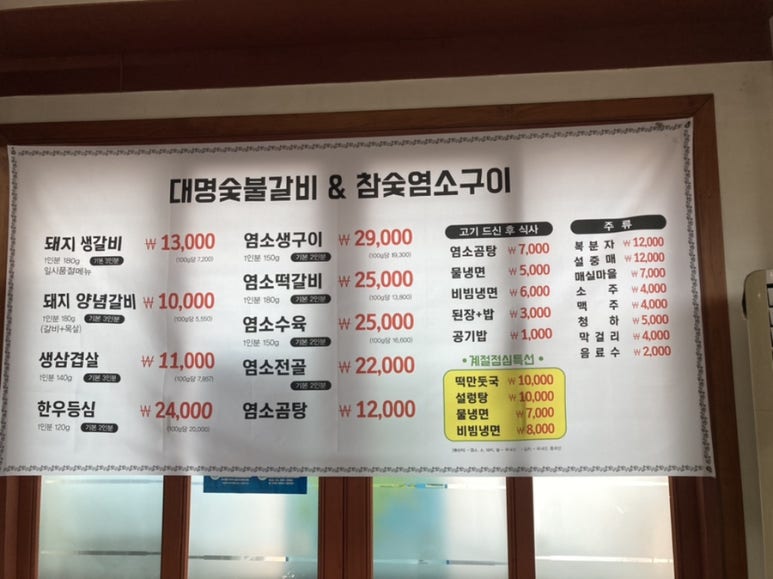 대명숯불갈비 & 참숯염소구이
돼지 생갈비 ₩ 13,000
1인분 180g 기본 3인분 (100g당 7,200)
일시품절메뉴
돼지 양념갈비 ₩ 10,000
1인분 180g 기본 3인분 (100g당 5,550)
(갈비+목살)
생삼겹살 ₩ 11,000
1인분 140g 기본 3인분 (100g당 7,857)
한우등심 ₩ 24,000
1인분 120g 기본 2인분 (100g당 20,000)
염소생구이 ₩ 29,000
1인분 150g 기본 2인분 (100g당 19,300)
염소떡갈비 ₩ 25,000
1인분 180g 기본 2인분 (100g당 13,800)
염소수육 ₩ 25,000
1인분 150g 기본 2인분 (100g당 16,600)
염소전골 ₩ 22,000
기본 2인분
염소곰탕 ₩ 12,000
고기 드신 후 식사
염소곰탕 ₩ 7,000
물냉면 ₩ 5,000
비빔냉면 ₩ 6,000
된장+밥 ₩ 3,000
공기밥 ₩ 1,000
• 계절점심특선 •
떡만둣국 ₩ 10,000
설렁탕 ₩ 10,000
물냉면 ₩ 7,000
비빔냉면 ₩ 8,000
주 류
복분자 ₩ 12,000
설중매 ₩ 12,000
매실마을 ₩ 7,000
소 주 ₩ 4,000
맥 주 ₩ 4,000
청 하 ₩ 5,000
막걸리 ₩ 4,000
음료수 ₩ 2,000